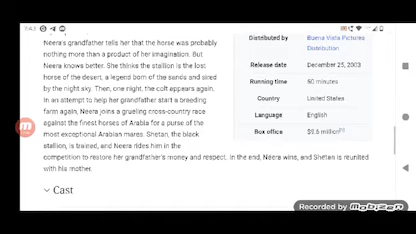 Neera's grandfather tells her that the horse was probably
nothing more than a product of her imagination. But
Neera knows better. She thinks the stallion is the lost
horse of the desert, a legend born of the sands and sired
by the night sky. Then, one night, the colt appears again.
In an attempt to help her grandfather start a breeding
farm again, Neera joins a grueling cross-country race
against the finest horses of Arabia for a purse of the
most exceptional Arabian mares. Shetan, the black
stallion, is trained, and Neera rides him in the
competition to restore her grandfather's money and respect. In the end, Neera wins, and Shetan is reunited
with his mother.
Distributed by Buena Vista Pictures
Distribution
Release date December 25, 2003
Running time 50 minutes
Country United States
Language English
Box office $9.6 million
Cast
Recorded by Mobizen